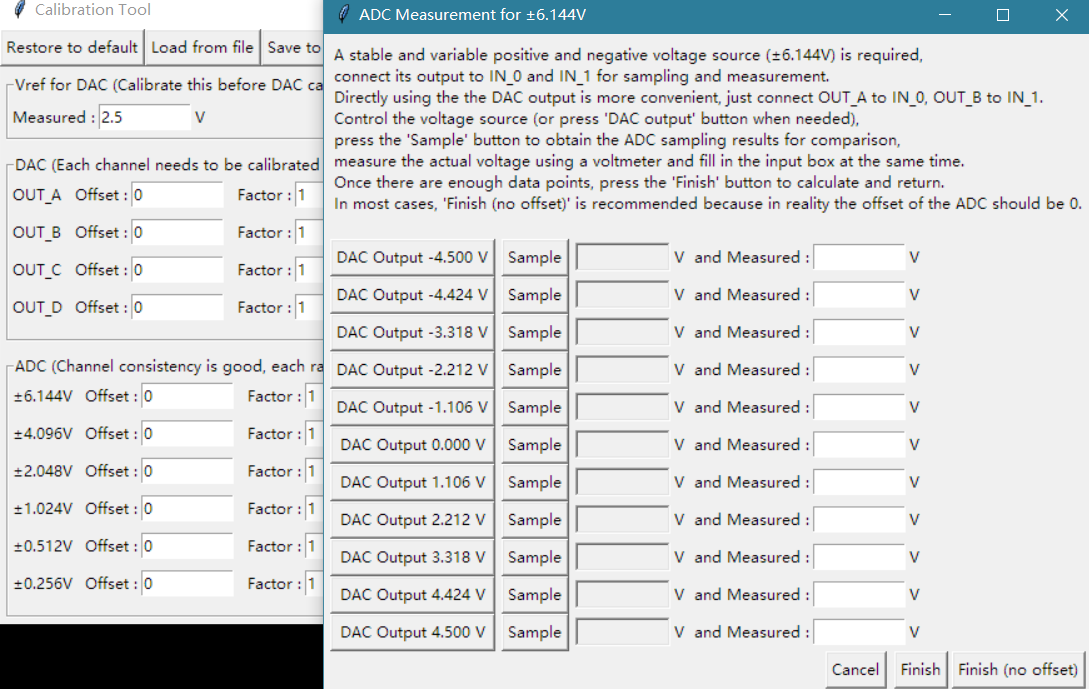 Calibration Tool
Restore to default Load from file Save to
Vref for DAC (Calibrate this before DAC ca
Measured : 2.5 V
DAC (Each channel needs to be calibrated
OUT_A Offset : 0 Factor : 1
OUT_B Offset : 0 Factor : 1
OUT_C Offset : 0 Factor : 1
OUT_D Offset : 0 Factor : 1
ADC (Channel consistency is good, each ra
±6.144V Offset : 0 Factor : 1
±4.096V Offset : 0 Factor : 1
±2.048V Offset : 0 Factor : 1
±1.024V Offset : 0 Factor : 1
±0.512V Offset : 0 Factor : 1
±0.256V Offset : 0 Factor : 1
ADC Measurement for ±6.144V
A stable and variable positive and negative voltage source (±6.144V) is required,
connect its output to IN_0 and IN_1 for sampling and measurement.
Directly using the the DAC output is more convenient, just connect OUT_A to IN_0, OUT_B to IN_1.
Control the voltage source (or press 'DAC output' button when needed),
press the 'Sample' button to obtain the ADC sampling results for comparison,
measure the actual voltage using a voltmeter and fill in the input box at the same time.
Once there are enough data points, press the 'Finish' button to calculate and return.
In most cases, 'Finish (no offset)' is recommended because in reality the offset of the ADC should be 0.
DAC Output -4.500 V Sample V and Measured : V
DAC Output -4.424 V Sample V and Measured : V
DAC Output -3.318 V Sample V and Measured : V
DAC Output -2.212 V Sample V and Measured : V
DAC Output -1.106 V Sample V and Measured : V
DAC Output 0.000 V Sample V and Measured : V
DAC Output 1.106 V Sample V and Measured : V
DAC Output 2.212 V Sample V and Measured : V
DAC Output 3.318 V Sample V and Measured : V
DAC Output 4.424 V Sample V and Measured : V
DAC Output 4.500 V Sample V and Measured : V
Cancel Finish Finish (no offset)